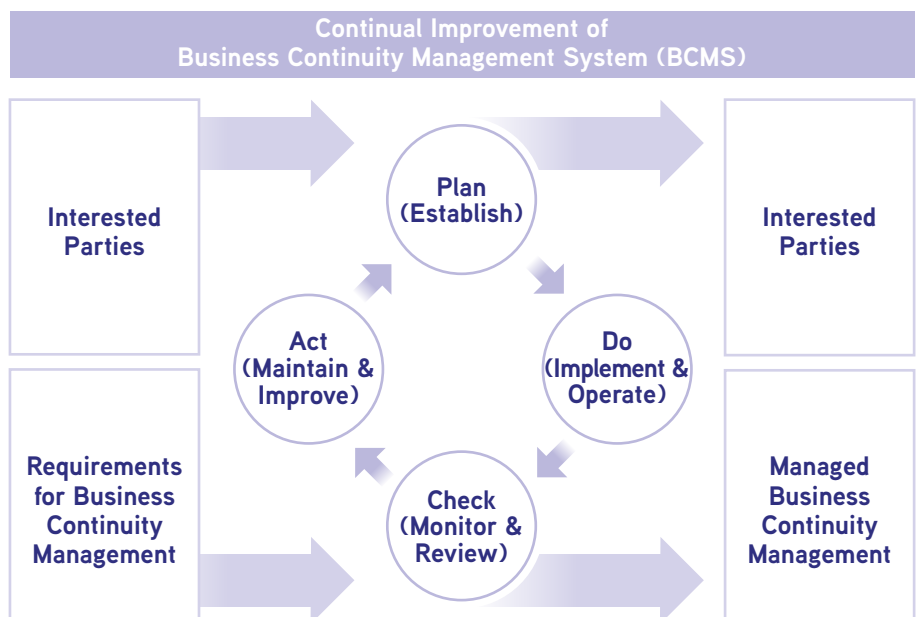 Continual Improvement of
Business Continuity Management System (BCMS)
Interested
Parties
Plan
(Establish)
Interested
Parties
Act
(Maintain &
Improve)
Do
(Implement &
Operate)
Requirements
for Business
Continuity
Management
Check
(Monitor &
Review)
Managed
Business
Continuity
Management